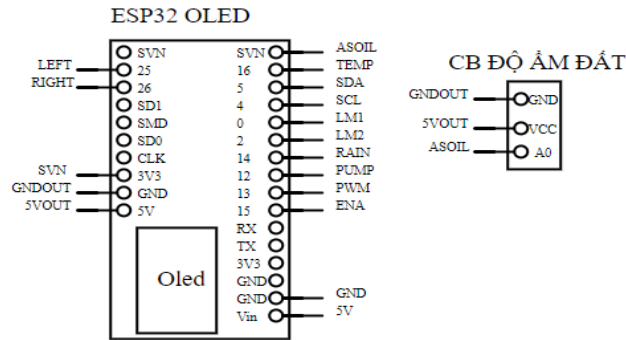 ESP32 OLED
SVN SVN ASOIL
LEFT 25 16 TEMP
RIGHT 26 5 SDA
SD1 4 SCL
SMD 0 LM1
SD0 2 LM2
CLK 14 RAIN
SVN 3V3 12 PUMP
GNDOUT GND 13 PWM
5VOUT 5V 15 ENA
RX
TX
3V3
GND
GND GND
Vin 5V
Oled
CB ĐỘ ẨM ĐẤT
GNDOUT GND
5VOUT VCC
ASOIL A0